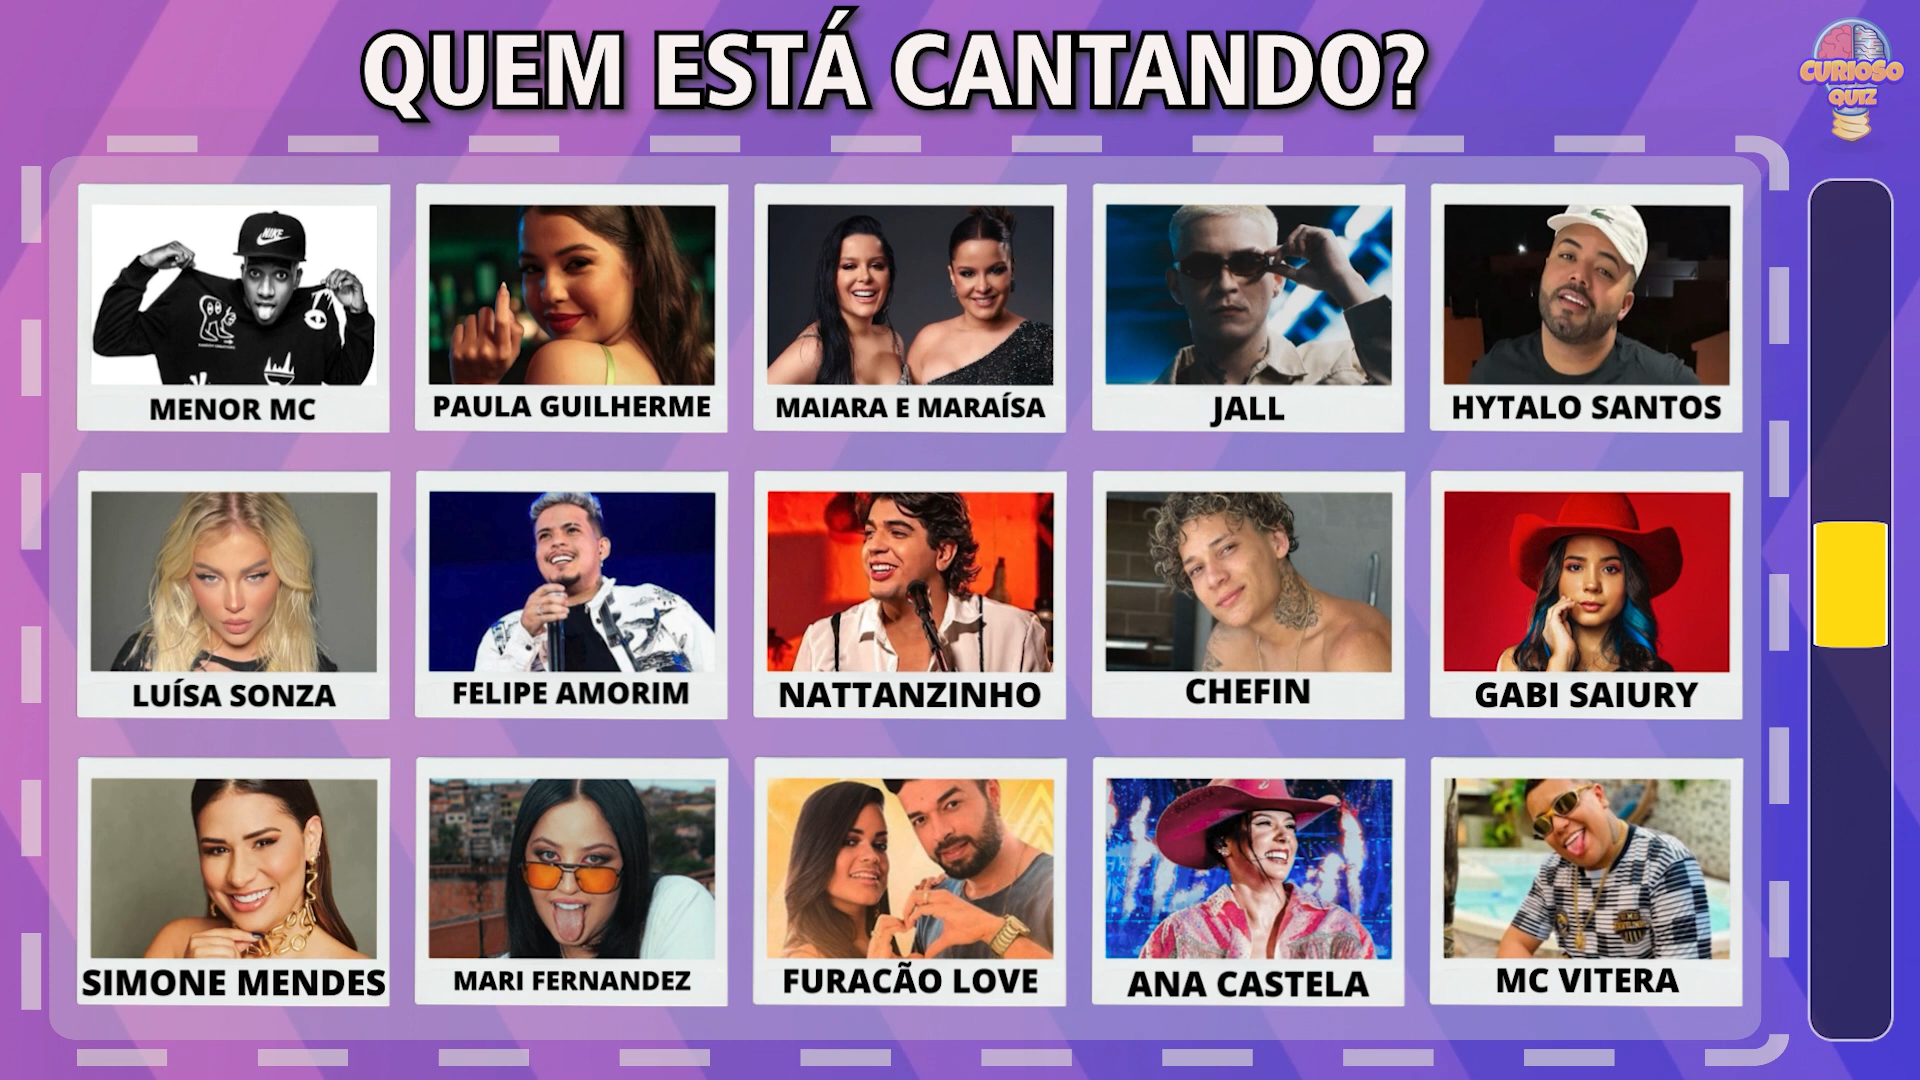 QUEM ESTÁ CANTANDO?
CURIOSO
QUIZ
NIKE
MENOR MC
PAULA GUILHERME
MAIARA E MARAÍSA
JALL
HYTALO SANTOS
LUÍSA SONZA
FELIPE AMORIM
NATTANZINHO
CHEFIN
GABI SAIURY
SIMONE MENDES
MARI FERNANDEZ
FURACÃO LOVE
ANA CASTELA
MC VITERA